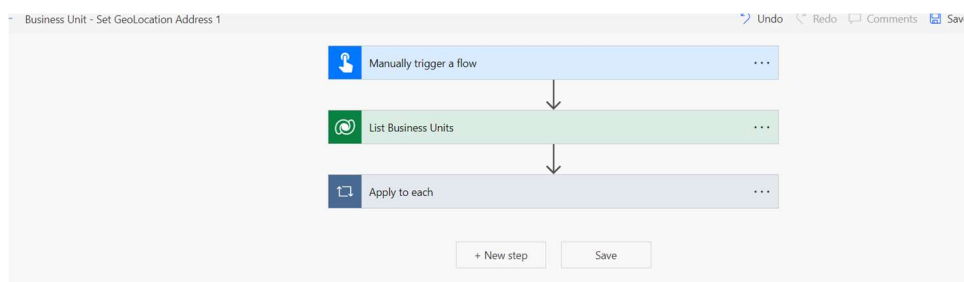 Business Unit - Set GeoLocation Address 1
Undo Redo Comments Save
Manually trigger a flow
List Business Units
Apply to each
+ New step Save